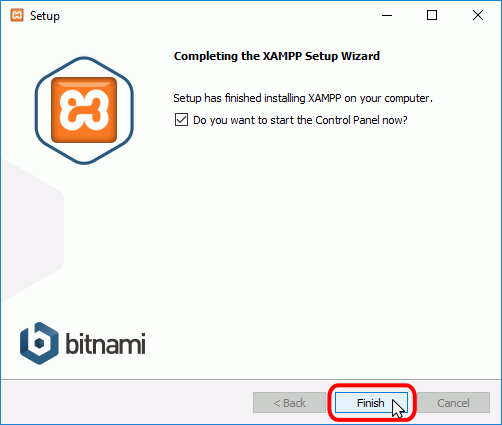 Setup
Completing the XAMPP Setup Wizard
Setup has finished installing XAMPP on your computer.
Do you want to start the Control Panel now?
bitnami
< Back
Finish
Cancel